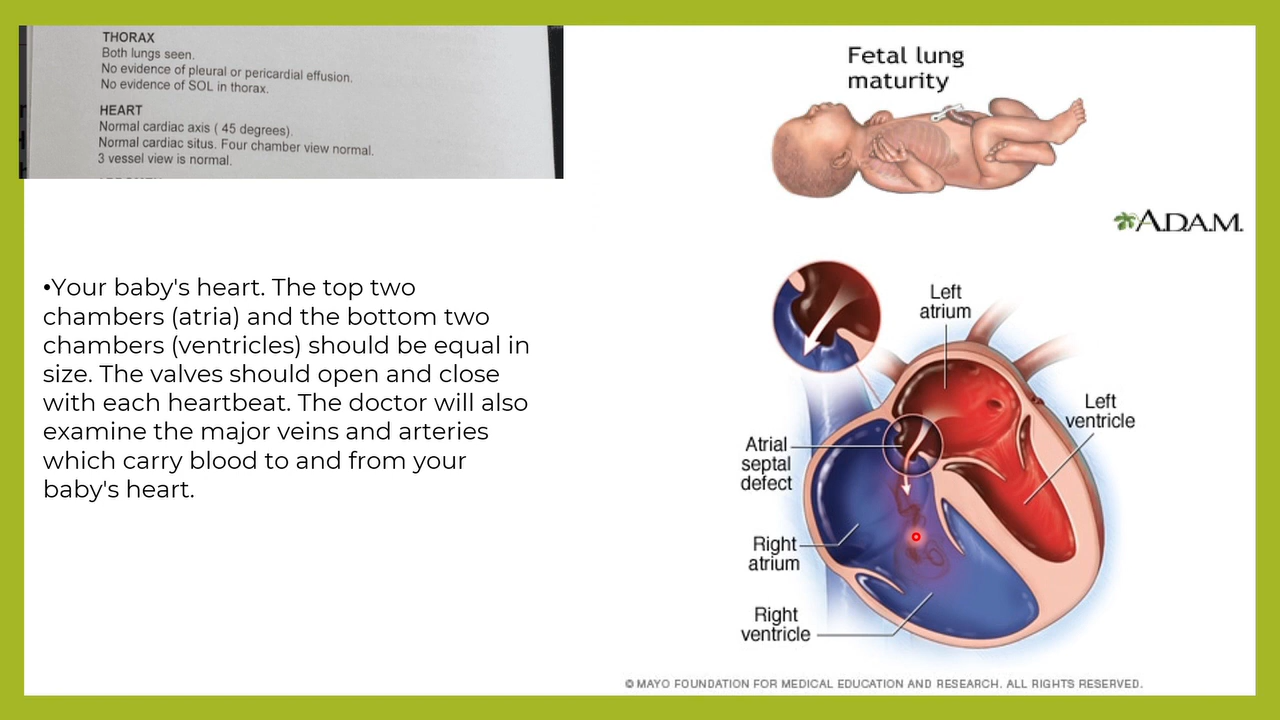 THORAX
Both lungs seen.
No evidence of pleural or pericardial effusion.
No evidence of SOL in thorax.
HEART
Normal cardiac axis ( 45 degrees).
Normal cardiac situs. Four chamber view normal.
3 vessel view is normal.
•Your baby's heart. The top two
chambers (atria) and the bottom two
chambers (ventricles) should be equal in
size. The valves should open and close
with each heartbeat. The doctor will also
examine the major veins and arteries
which carry blood to and from your
baby's heart.
Fetal lung
maturity
A.D.A.M.
Left
atrium
Left
ventricle
Atrial
septal
defect
Right
atrium
Right
ventricle
© MAYO FOUNDATION FOR MEDICAL EDUCATION AND RESEARCH. ALL RIGHTS RESERVED.